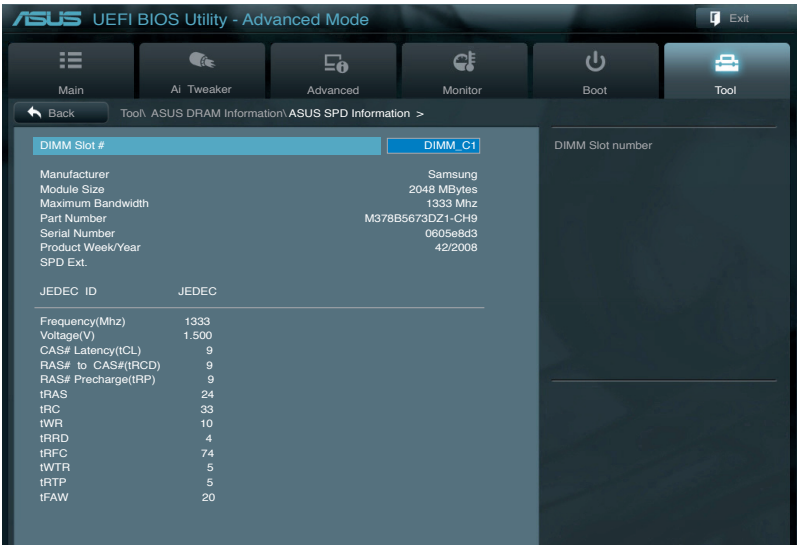 ASUS UEFI BIOS Utility - Advanced Mode
Exit
Main
Ai Tweaker
Advanced
Monitor
Boot
Tool
Back
Tool\ ASUS DRAM Information\ ASUS SPD Information >
DIMM Slot # DIMM_C1
DIMM Slot number
Manufacturer Samsung
Module Size 2048 MBytes
Maximum Bandwidth 1333 Mhz
Part Number M378B5673DZ1-CH9
Serial Number 0605e8d3
Product Week/Year 42/2008
SPD Ext.
JEDEC ID JEDEC
Frequency(Mhz) 1333
Voltage(V) 1.500
CAS# Latency(tCL) 9
RAS# to CAS#(tRCD) 9
RAS# Precharge(tRP) 9
tRAS 24
tRC 33
tWR 10
tRRD 4
tRFC 74
tWTR 5
tRTP 5
tFAW 20